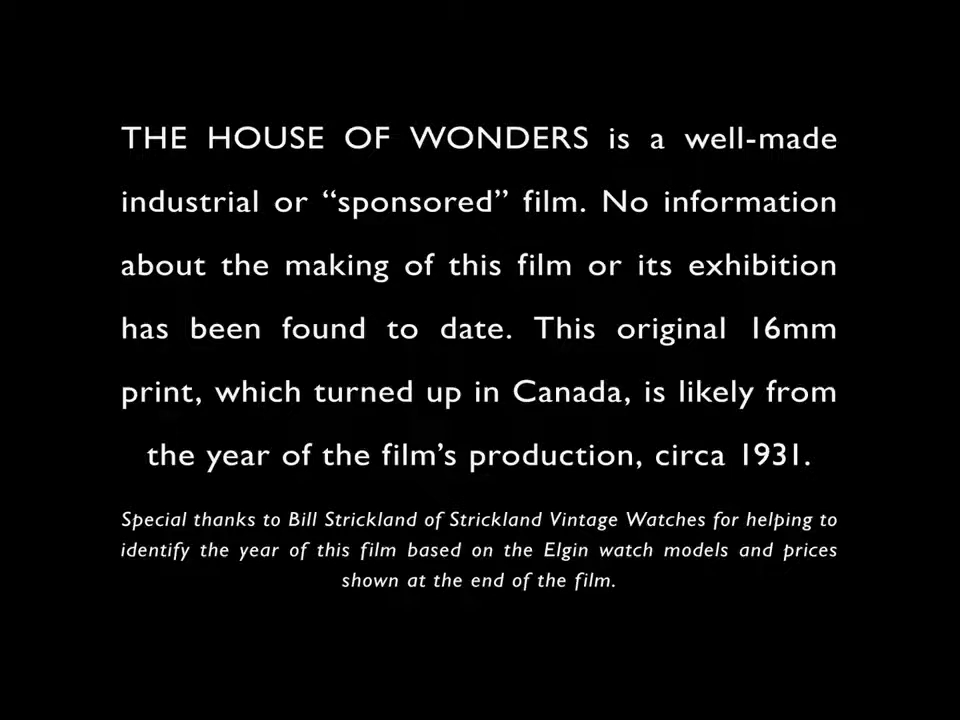 THE HOUSE OF WONDERS is a well-made
industrial or “sponsored” film. No information
about the making of this film or its exhibition
has been found to date. This original 16mm
print, which turned up in Canada, is likely from
the year of the film’s production, circa 1931.
Special thanks to Bill Strickland of Strickland Vintage Watches for helping to
identify the year of this film based on the Elgin watch models and prices
shown at the end of the film.